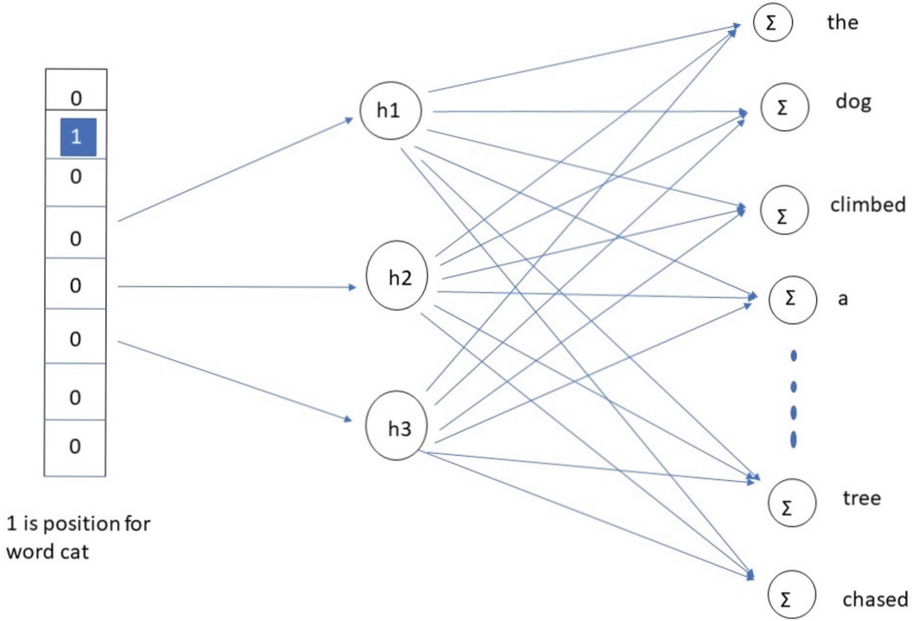 0
1
0
0
0
0
0
0
1 is position for
word cat
h1
h2
h3
Σ the
Σ dog
Σ climbed
Σ a
Σ tree
Σ chased